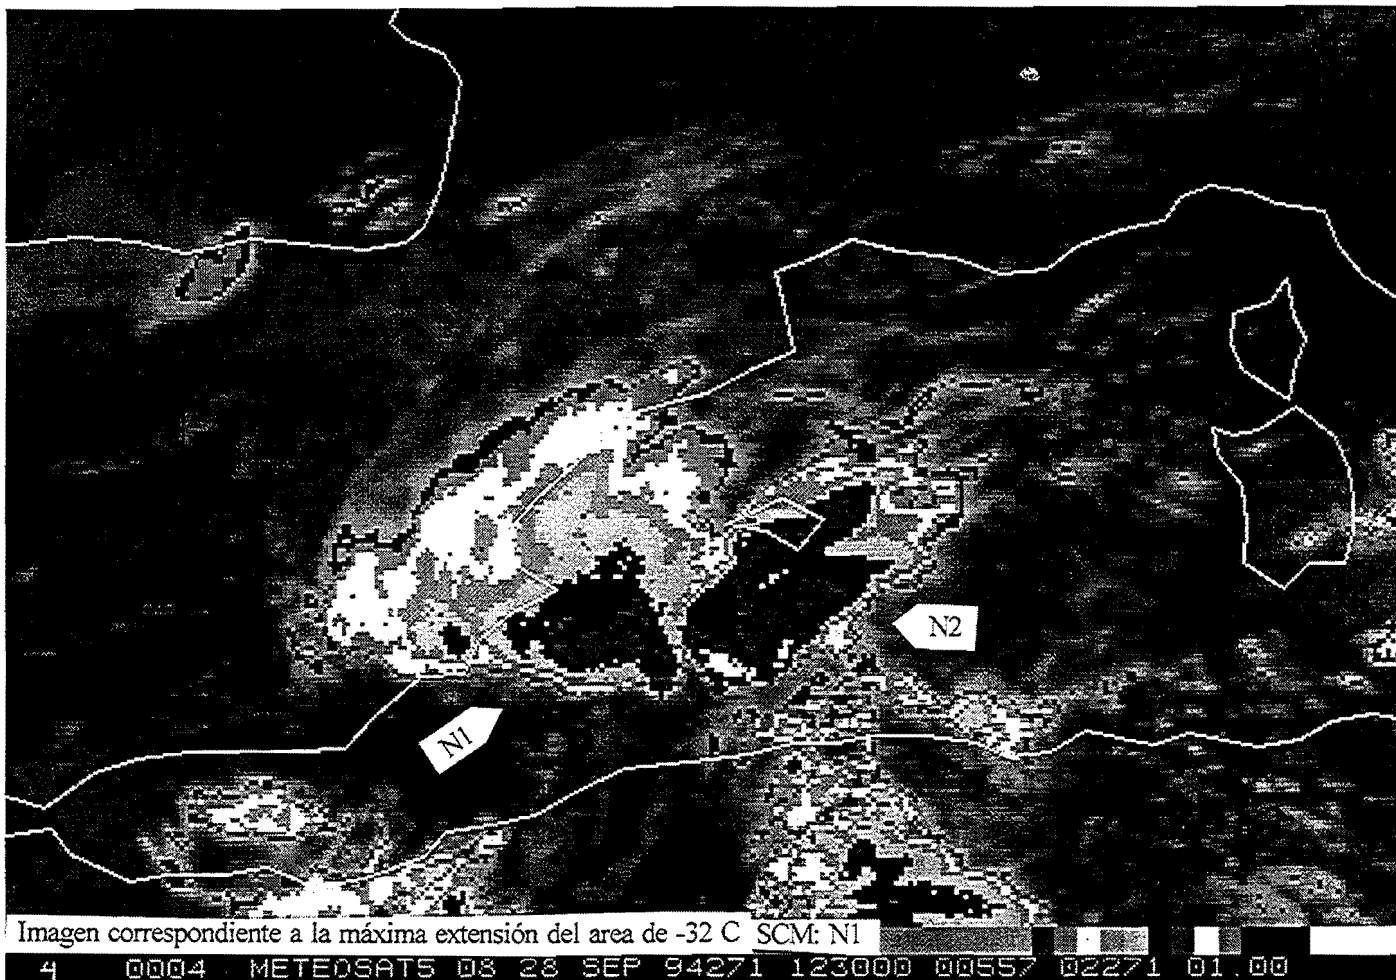 N2
N1
Imagen correspondiente a la máxima extensión del area de -32 C SCM: N1
4 0004 METEOSAT5 08 28 SEP 94271 123000 00557 02271 01 00